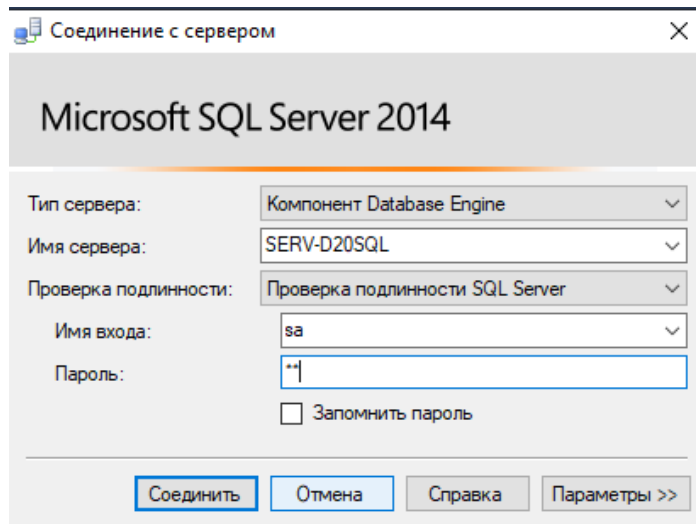 Соединение с сервером
Microsoft SQL Server 2014
Тип сервера: Компонент Database Engine
Имя сервера: SERV-D20SQL
Проверка подлинности: Проверка подлинности SQL Server
Имя входа: sa
Пароль: **
Запомнить пароль
Соединить Отмена Справка Параметры >>